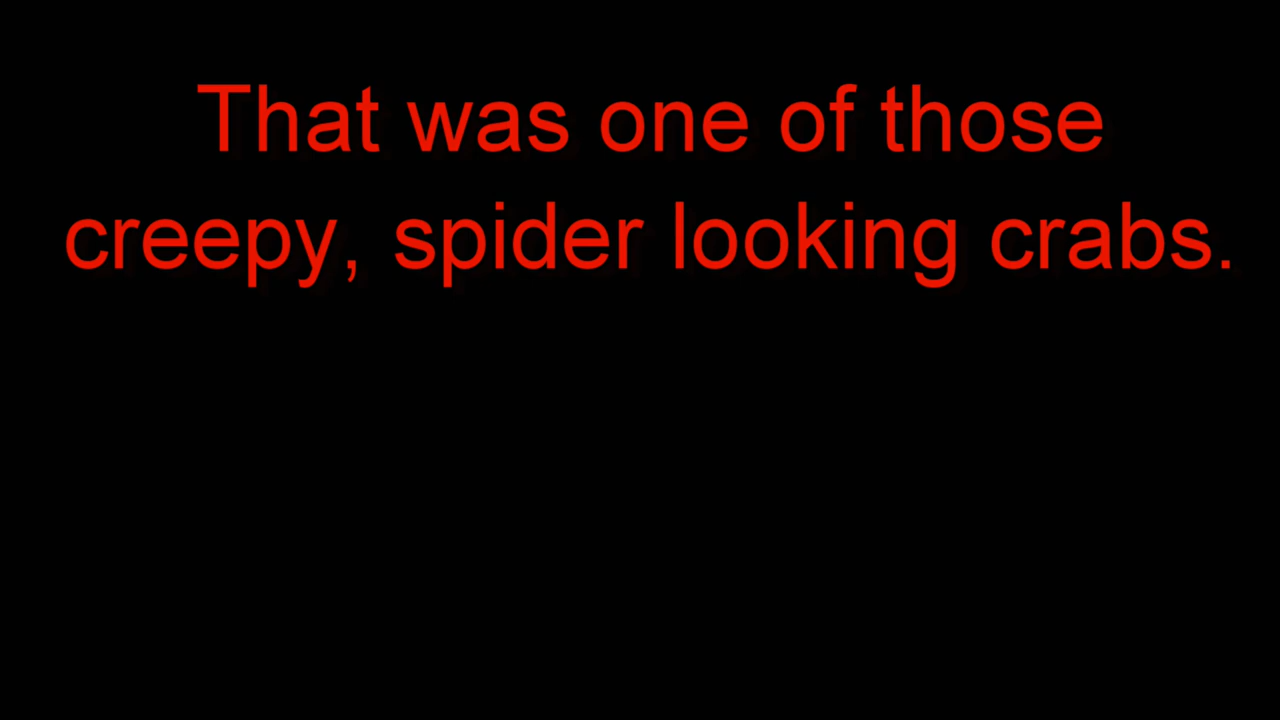 That was one of those
creepy, spider looking crabs.